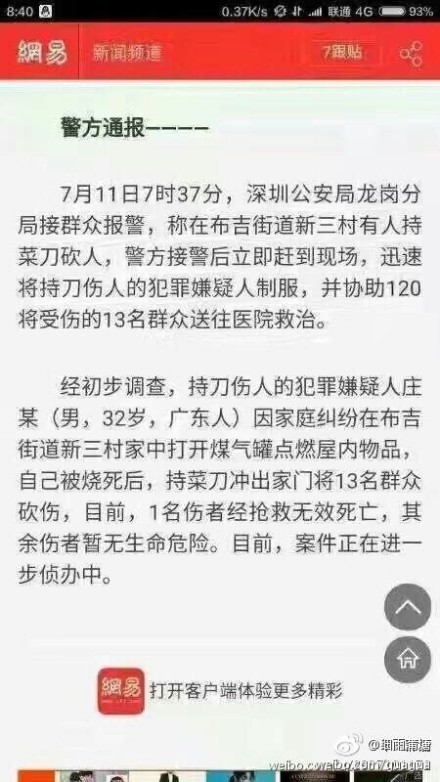 8:40
0.37K/s
联通 4G
93%
網易
新闻频道
7跟贴
警方通报————
7月11日7时37分，深圳公安局龙岗分
局接群众报警，称在布吉街道新三村有人持
菜刀砍人，警方接警后立即赶到现场，迅速
将持刀伤人的犯罪嫌疑人制服，并协助120
将受伤的13名群众送往医院救治。
经初步调查，持刀伤人的犯罪嫌疑人庄
某（男，32岁，广东人）因家庭纠纷在布吉
街道新三村家中打开煤气罐点燃屋内物品，
自己被烧死后，持菜刀冲出家门将13名群众
砍伤，目前，1名伤者经抢救无效死亡，其
余伤者暂无生命危险。目前，案件正在进一
步侦办中。
網易
打开客户端体验更多精彩